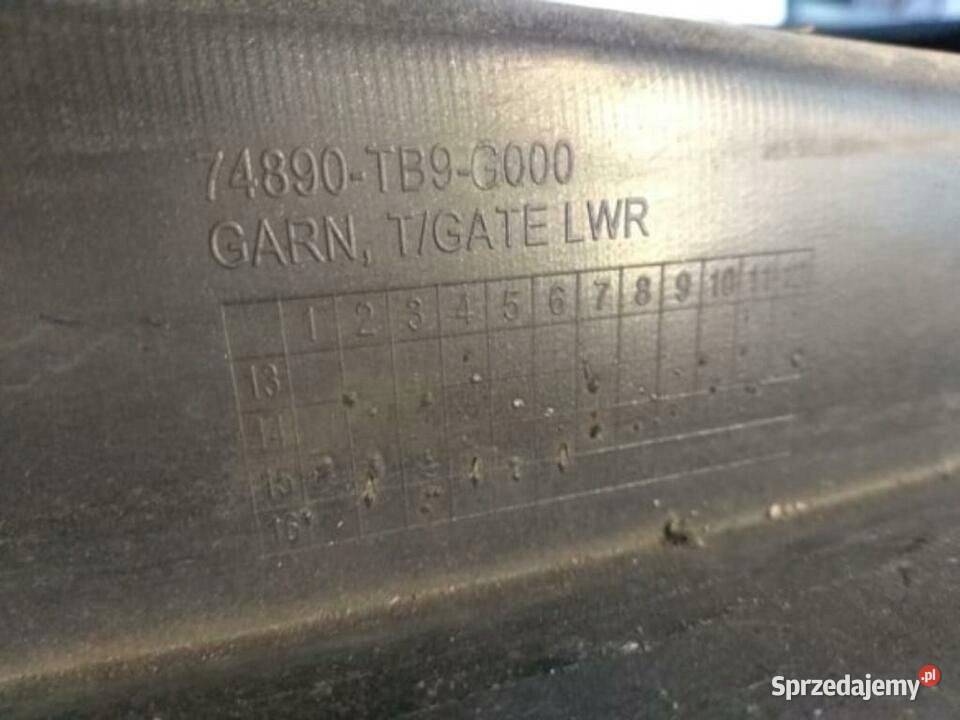 74890-TB9-G000
GARN, T/GATE LWR
1 2 3 4 5 6 7 8 9 10 11 12
13
14
15
16
Sprzedajemy.pl